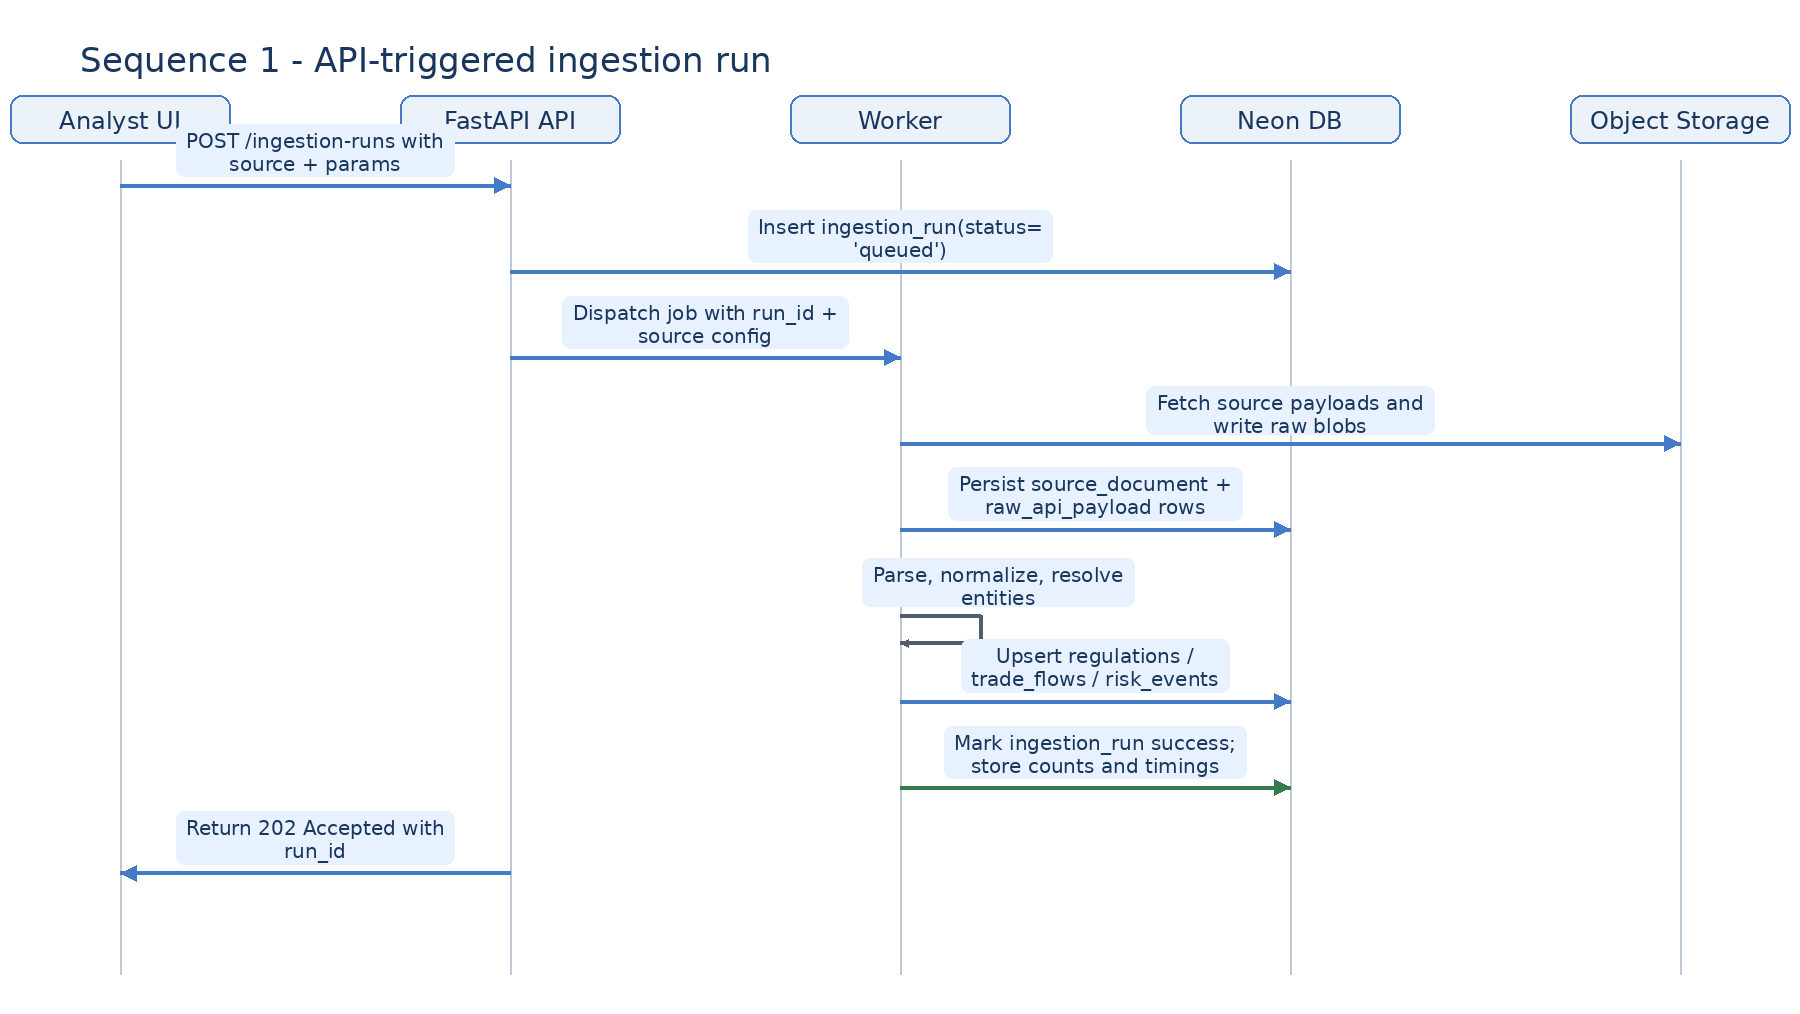 Sequence 1 - API-triggered ingestion run
Analyst UI
FastAPI API
Worker
Neon DB
Object Storage
POST /ingestion-runs with
source + params
Insert ingestion_run(status=
'queued')
Dispatch job with run_id +
source config
Fetch source payloads and
write raw blobs
Persist source_document +
raw_api_payload rows
Parse, normalize, resolve
entities
Upsert regulations /
trade_flows / risk_events
Mark ingestion_run success;
store counts and timings
Return 202 Accepted with
run_id